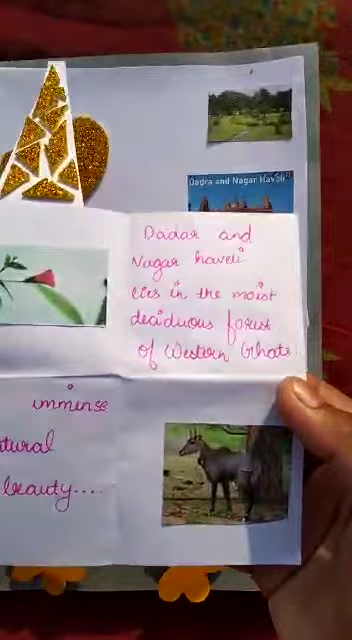 Dadra and Nagar Haveli
Dadar and
Nagar haveli
lies in the moist
deciduous forest
of Western Ghats.
imminse
atural
beauty....